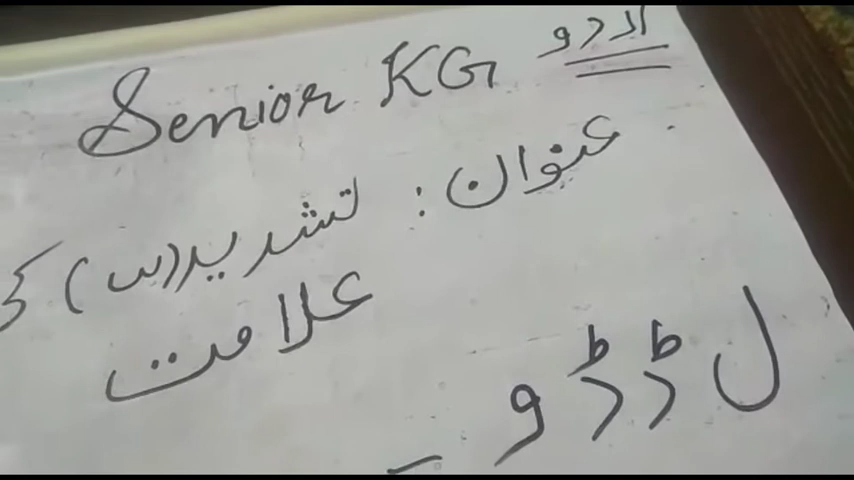 Senior KG اردو
عنوان : تشدید (س) کی
علامت
ل ڈ ڈ و -